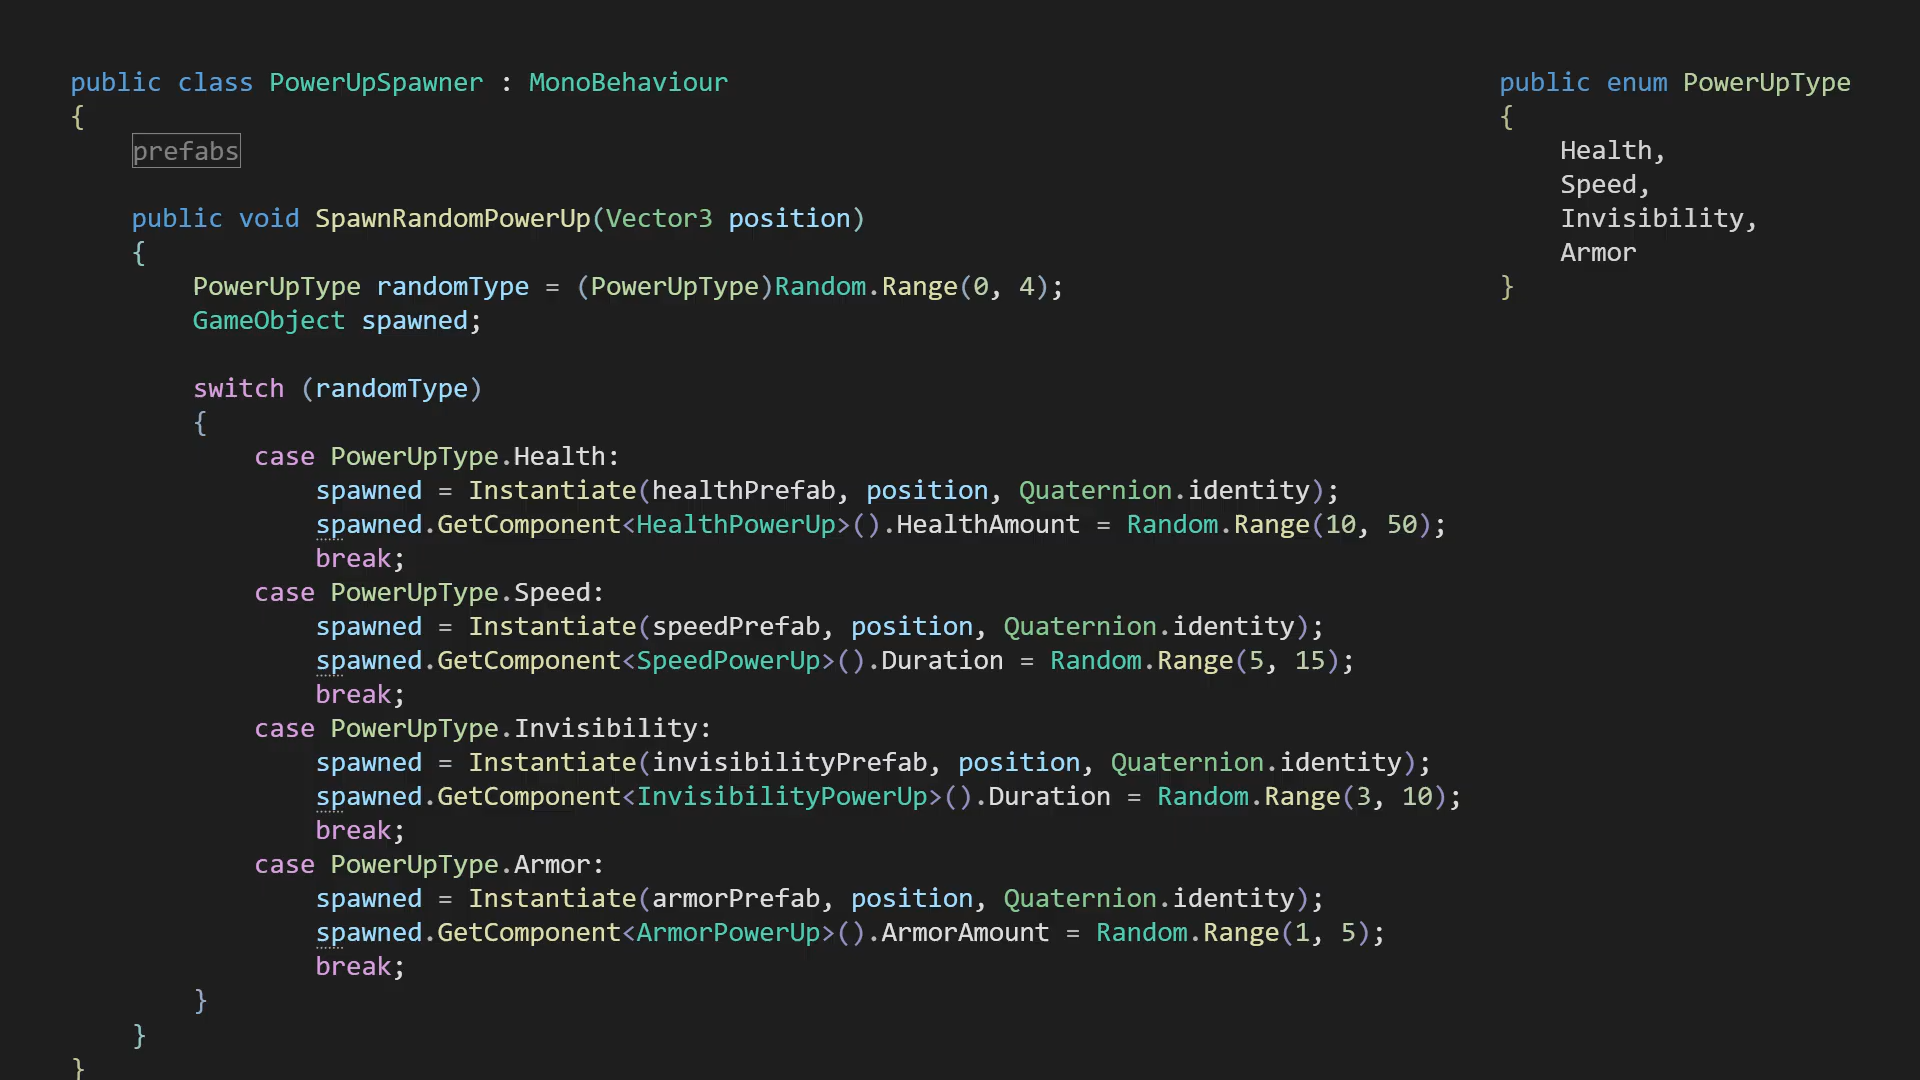 public class PowerUpSpawner : MonoBehaviour
{
    prefabs

    public void SpawnRandomPowerUp(Vector3 position)
    {
        PowerUpType randomType = (PowerUpType)Random.Range(0, 4);
        GameObject spawned;

        switch (randomType)
        {
            case PowerUpType.Health:
                spawned = Instantiate(healthPrefab, position, Quaternion.identity);
                spawned.GetComponent<HealthPowerUp>().HealthAmount = Random.Range(10, 50);
                break;
            case PowerUpType.Speed:
                spawned = Instantiate(speedPrefab, position, Quaternion.identity);
                spawned.GetComponent<SpeedPowerUp>().Duration = Random.Range(5, 15);
                break;
            case PowerUpType.Invisibility:
                spawned = Instantiate(invisibilityPrefab, position, Quaternion.identity);
                spawned.GetComponent<InvisibilityPowerUp>().Duration = Random.Range(3, 10);
                break;
            case PowerUpType.Armor:
                spawned = Instantiate(armorPrefab, position, Quaternion.identity);
                spawned.GetComponent<ArmorPowerUp>().ArmorAmount = Random.Range(1, 5);
                break;
        }
    }
}
public enum PowerUpType
{
    Health,
    Speed,
    Invisibility,
    Armor
}